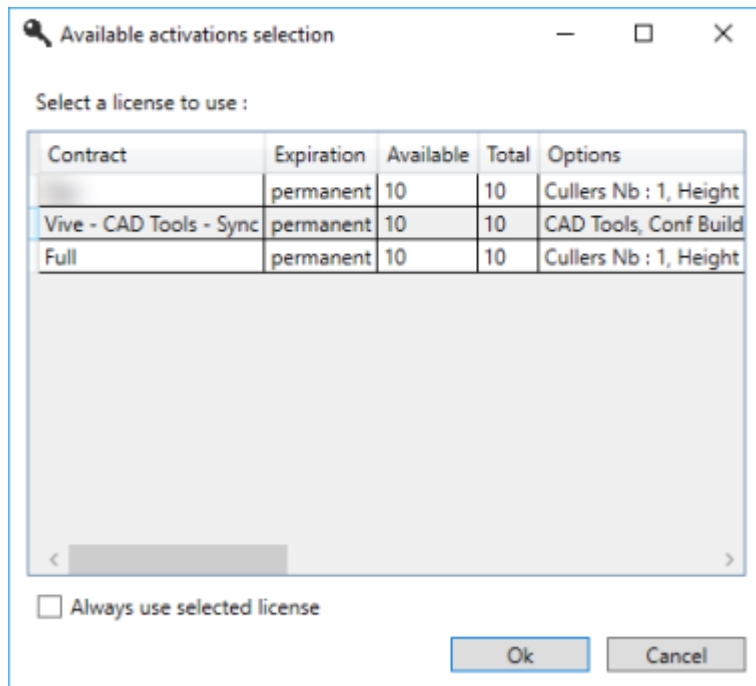 Available activations selection
Select a license to use :
Contract Expiration Available Total Options
permanent 10 10 Cullers Nb : 1, Height
Vive - CAD Tools - Sync permanent 10 10 CAD Tools, Conf Build
Full permanent 10 10 Cullers Nb : 1, Height
Always use selected license
Ok Cancel